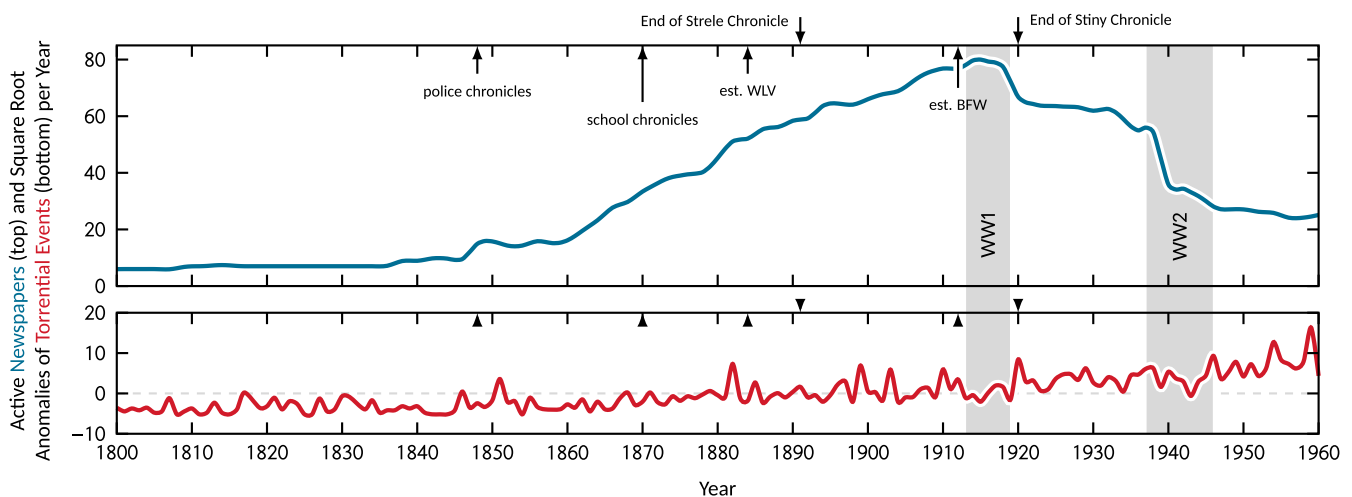 End of Strele Chronicle
End of Stiny Chronicle
police chronicles
school chronicles
est. WLV
est. BFW
80
60
40
20
0
WW1
WW2
20
10
0
−10
1800 1810 1820 1830 1840 1850 1860 1870 1880 1890 1900 1910 1920 1930 1940 1950 1960
Year
Active Newspapers (top) and Square Root
Anomalies of Torrential Events (bottom) per Year